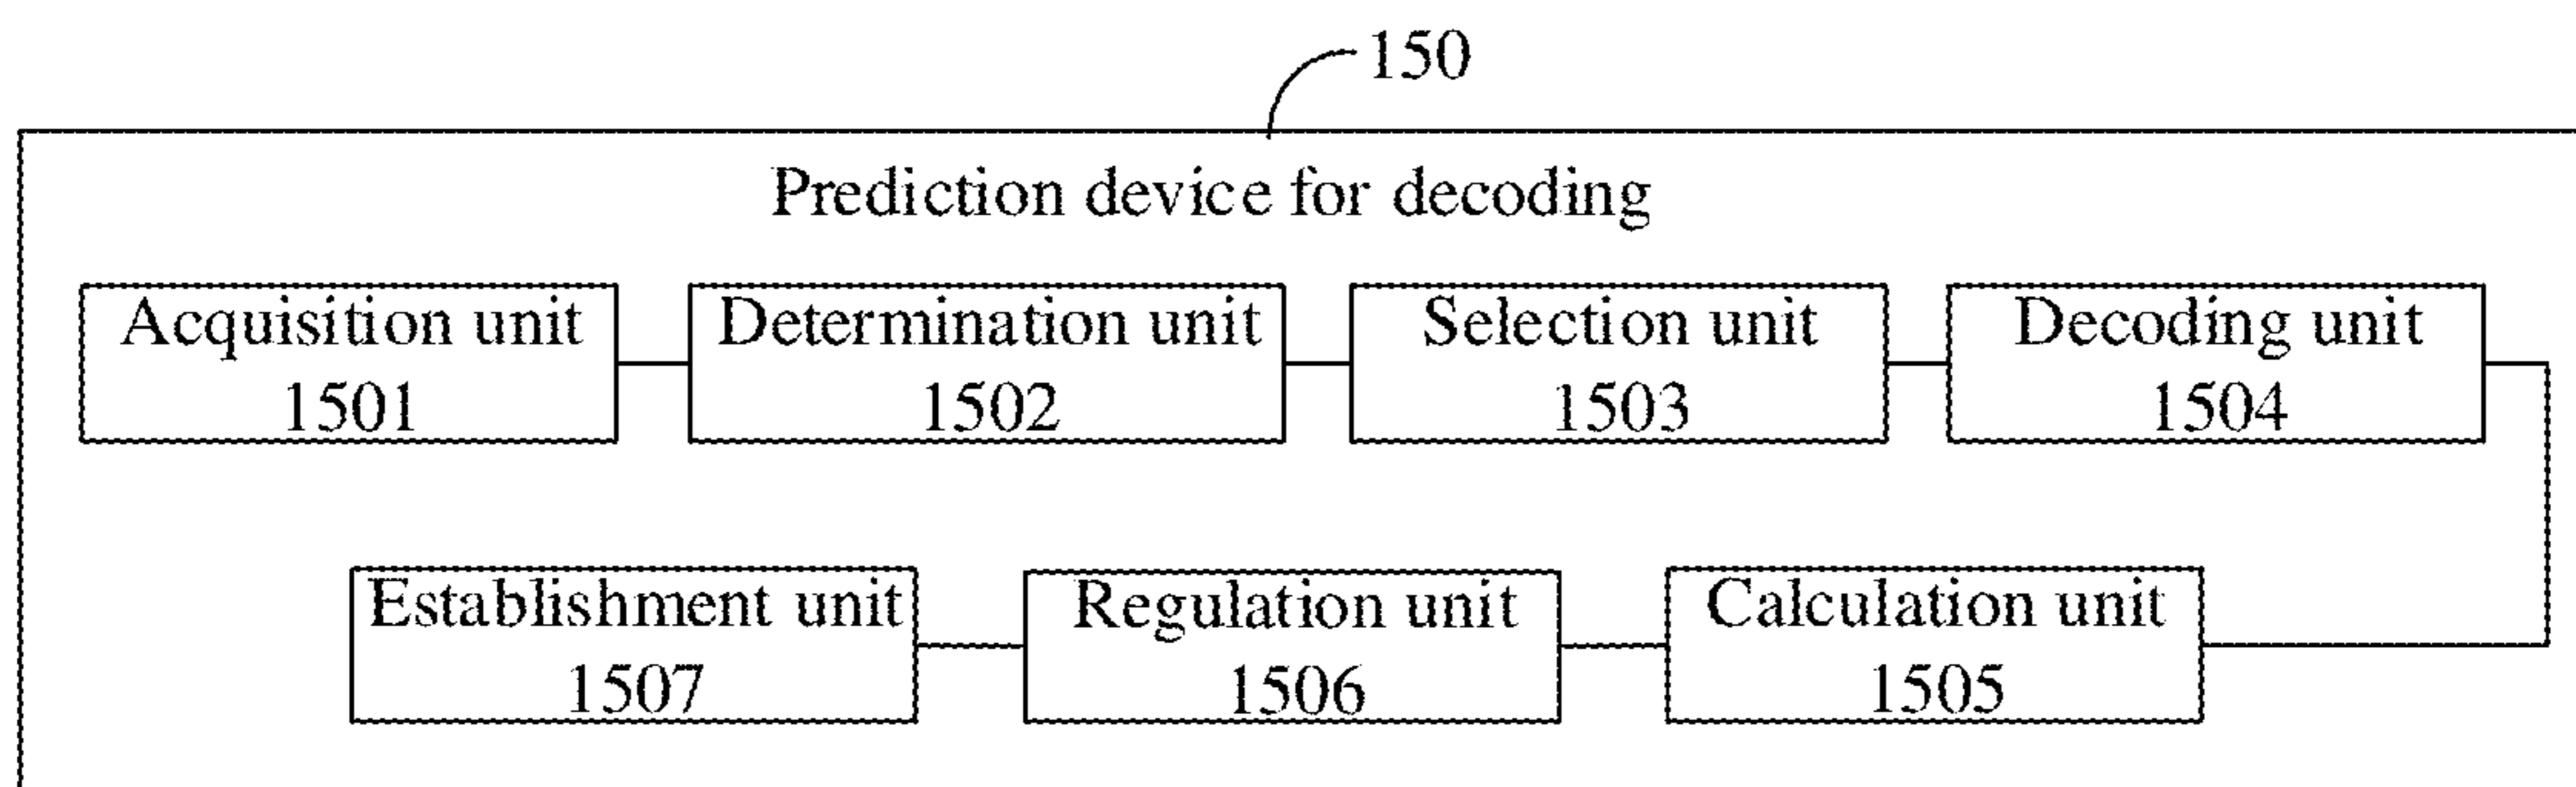 150
Prediction device for decoding
Acquisition unit
1501
Determination unit
1502
Selection unit
1503
Decoding unit
1504
Establishment unit
1507
Regulation unit
1506
Calculation unit
1505